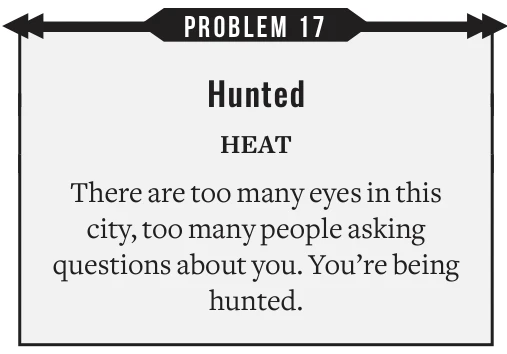 PROBLEM 17
Hunted
HEAT
There are too many eyes in this
city, too many people asking
questions about you. You’re being
hunted.